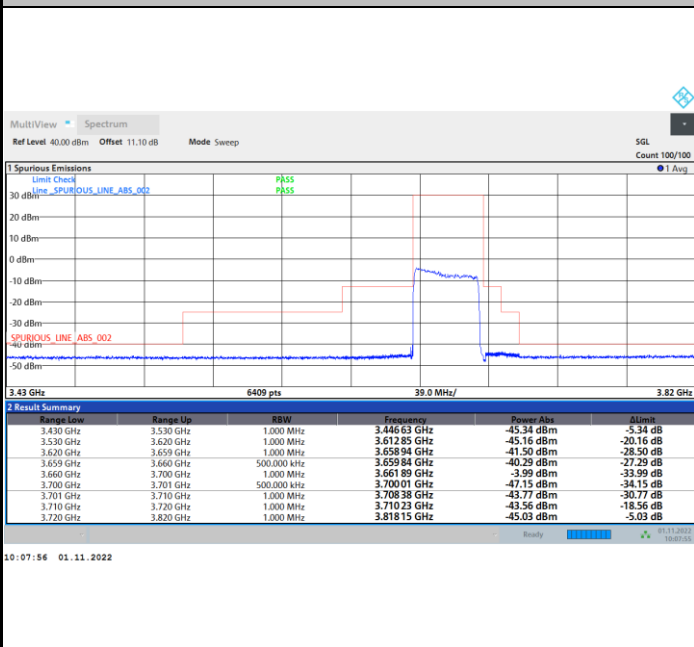 MultiView Spectrum
Ref Level 40.00 dBm Offset 11.10 dB Mode Sweep SGL
Count 100/100
1 Spurious Emissions 1 Avg
Limit Check PASS
Line _SPURIOUS_LINE_ABS_002 PASS
30 dBm
20 dBm
10 dBm
0 dBm
-10 dBm
-20 dBm
-30 dBm
SPURIOUS_LINE_ABS_002
-40 dBm
-50 dBm
3.43 GHz 6409 pts 39.0 MHz/ 3.82 GHz
2 Result Summary
Range Low Range Up RBW Frequency Power Abs ΔLimit
3.430 GHz 3.530 GHz 1.000 MHz 3.446 63 GHz -45.34 dBm -5.34 dB
3.530 GHz 3.620 GHz 1.000 MHz 3.612 85 GHz -45.16 dBm -20.16 dB
3.620 GHz 3.659 GHz 1.000 MHz 3.658 94 GHz -41.50 dBm -28.50 dB
3.659 GHz 3.660 GHz 500.000 kHz 3.659 84 GHz -40.29 dBm -27.29 dB
3.660 GHz 3.700 GHz 1.000 MHz 3.661 89 GHz -3.99 dBm -33.99 dB
3.700 GHz 3.701 GHz 500.000 kHz 3.700 01 GHz -47.15 dBm -34.15 dB
3.701 GHz 3.710 GHz 1.000 MHz 3.708 38 GHz -43.77 dBm -30.77 dB
3.710 GHz 3.720 GHz 1.000 MHz 3.710 23 GHz -43.56 dBm -18.56 dB
3.720 GHz 3.820 GHz 1.000 MHz 3.818 15 GHz -45.03 dBm -5.03 dB
Ready 01.11.2022
10:07:55
10:07:56 01.11.2022